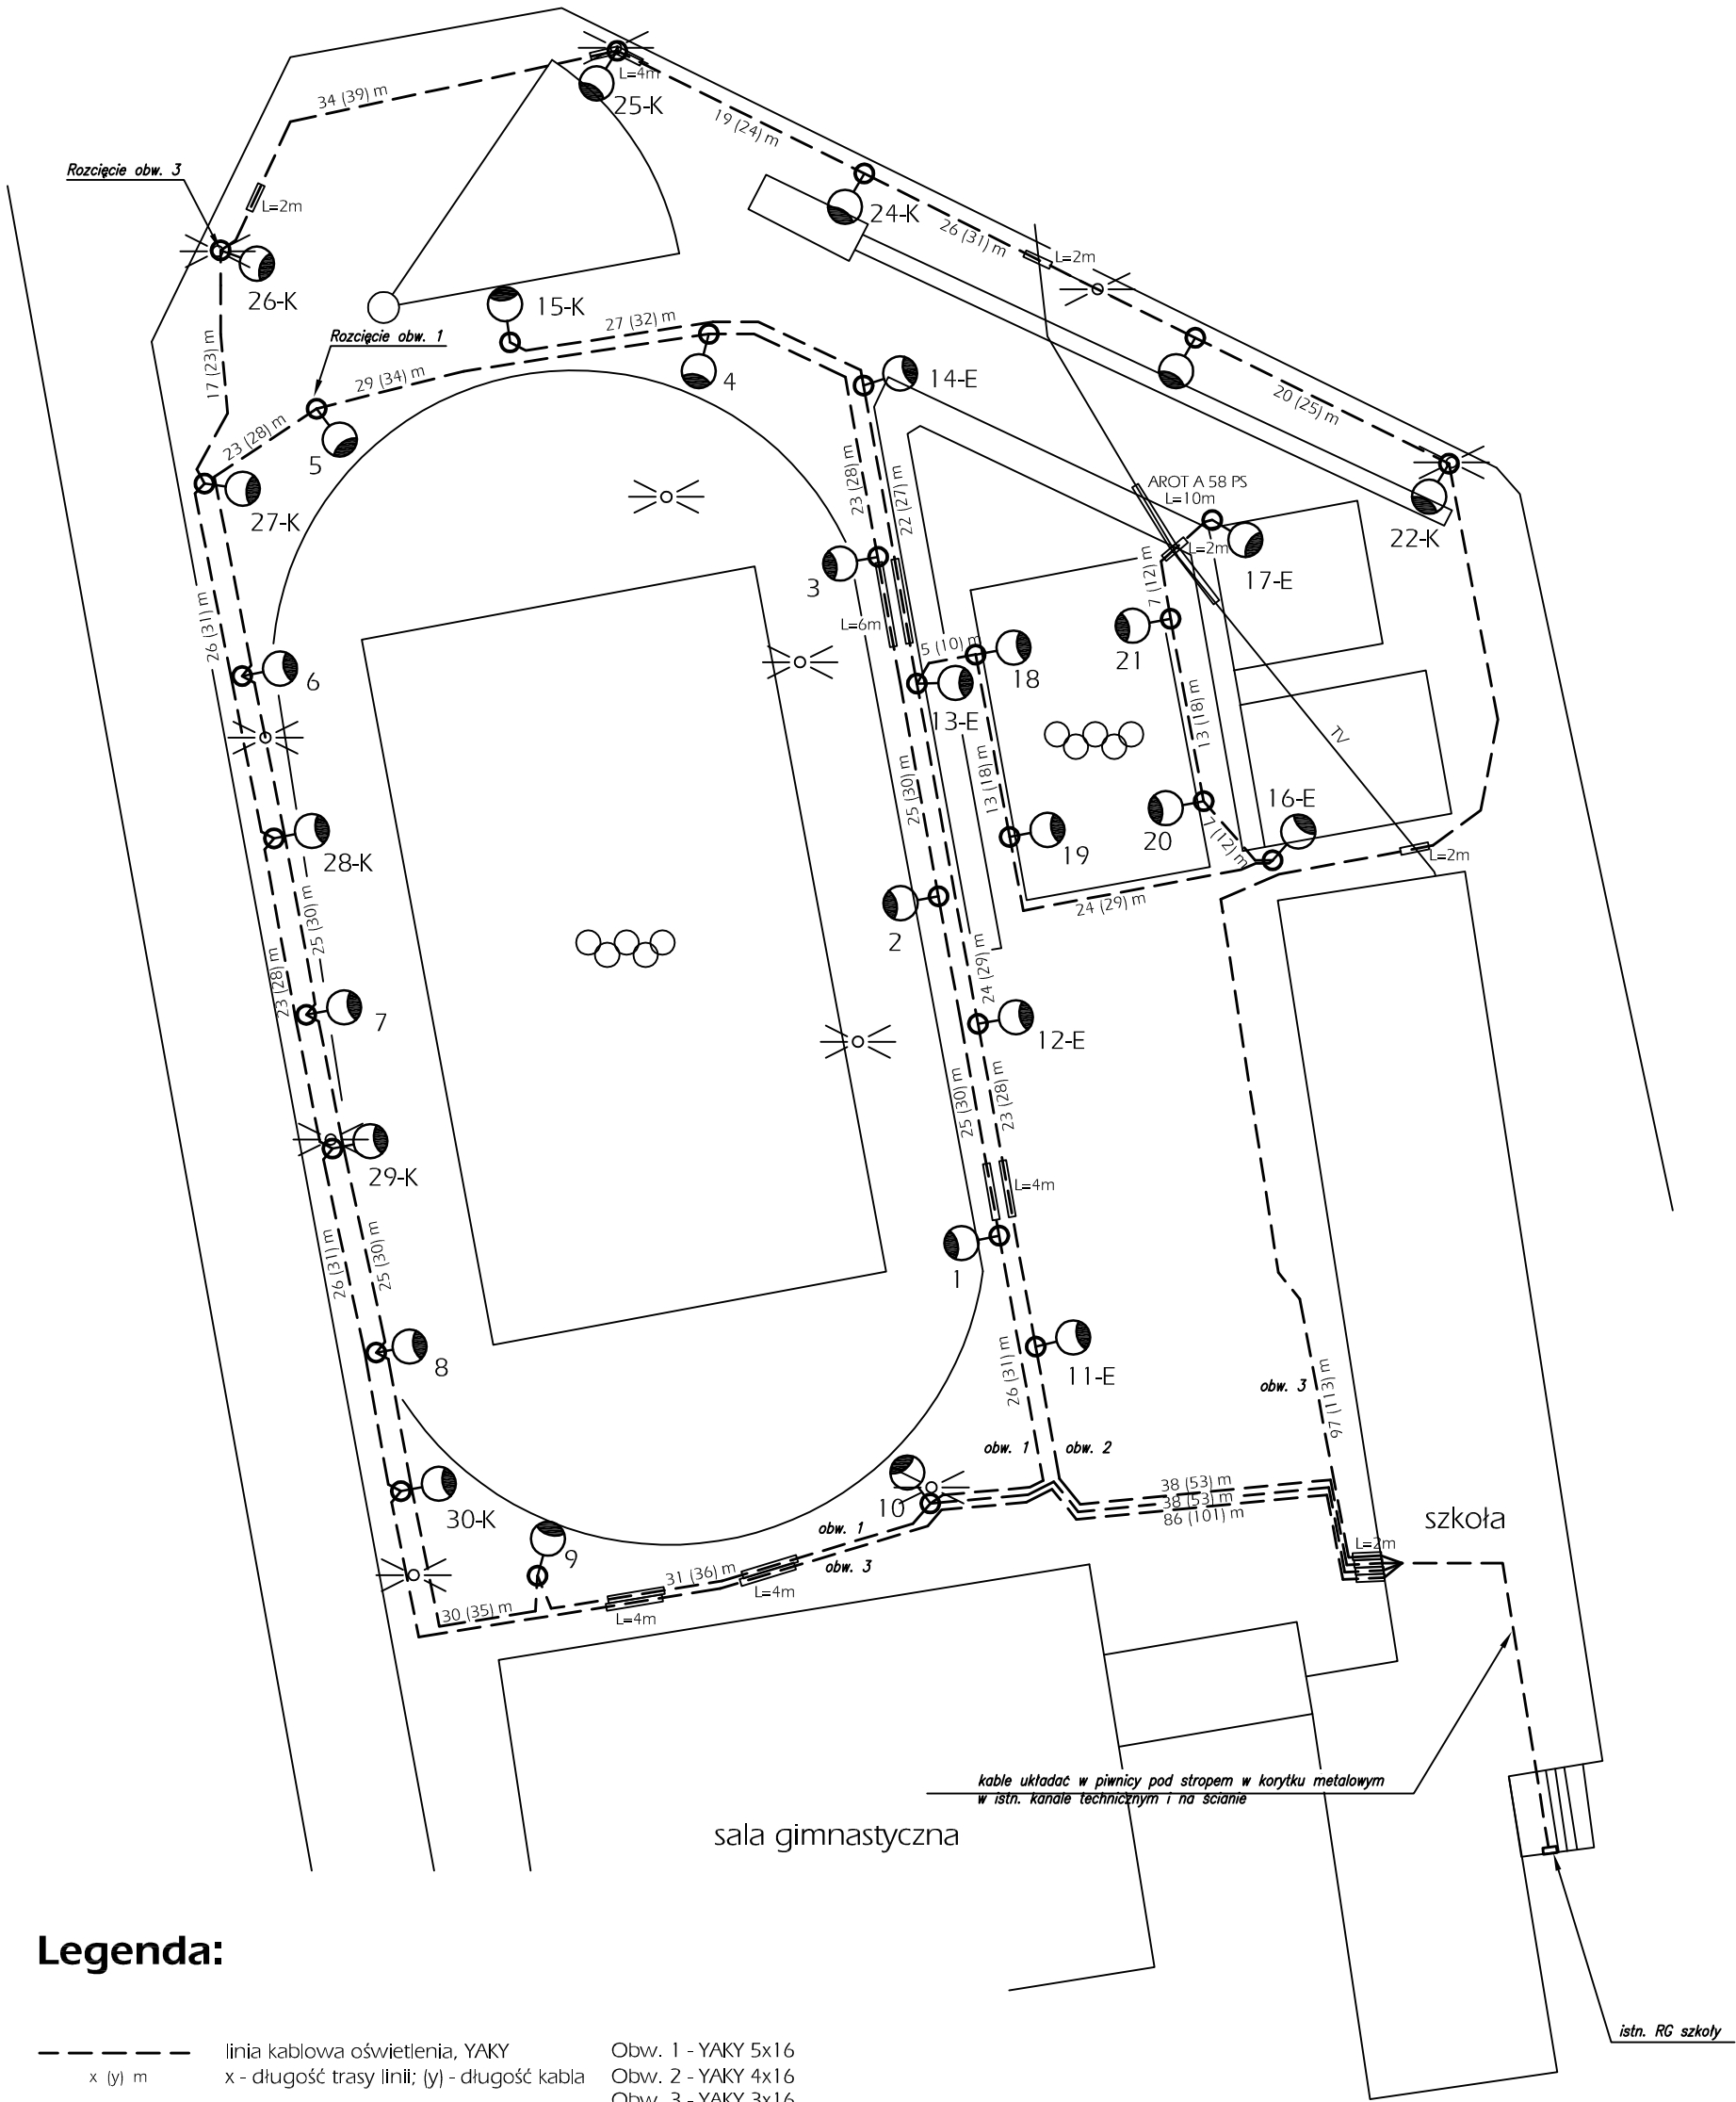 34 (39) m
L=4m
25-K
19 (24) m
Rozcięcie obw. 3
L=2m
24-K
26 (31) m
L=2m
26-K
15-K
27 (32) m
Rozcięcie obw. 1
17 (23) m
29 (34) m
4
14-E
20 (25) m
23 (28) m
5
23 (28) m
22 (27) m
AROT A 58 PS
L=10m
27-K
22-K
L=2m
17-E
7 (12) m
3
26 (31) m
L=6m
5 (10) m
21
6
18
13-E
13 (18) m
TV
25 (30) m
13 (18) m
16-E
28-K
19
20
7 (12) m
L=2m
25 (30) m
24 (29) m
2
23 (28) m
24 (29) m
7
12-E
25 (30) m
23 (28) m
29-K
L=4m
26 (31) m
25 (30) m
1
8
26 (31) m
11-E
obw. 3
97 (113) m
obw. 1
obw. 2
38 (53) m
38 (53) m
86 (101) m
10
30-K
szkoła
obw. 1
9
L=2m
obw. 3
31 (36) m
L=4m
30 (35) m
L=4m
kable układać w piwnicy pod stropem w korytku metalowym
w istn. kanale technicznym i na ścianie
sala gimnastyczna
Legenda:
istn. RG szkoły
linia kablowa oświetlenia, YAKY
Obw. 1 - YAKY 5x16
x (y) m
x - długość trasy linii; (y) - długość kabla
Obw. 2 - YAKY 4x16
Obw. 3 - YAKY 3x16